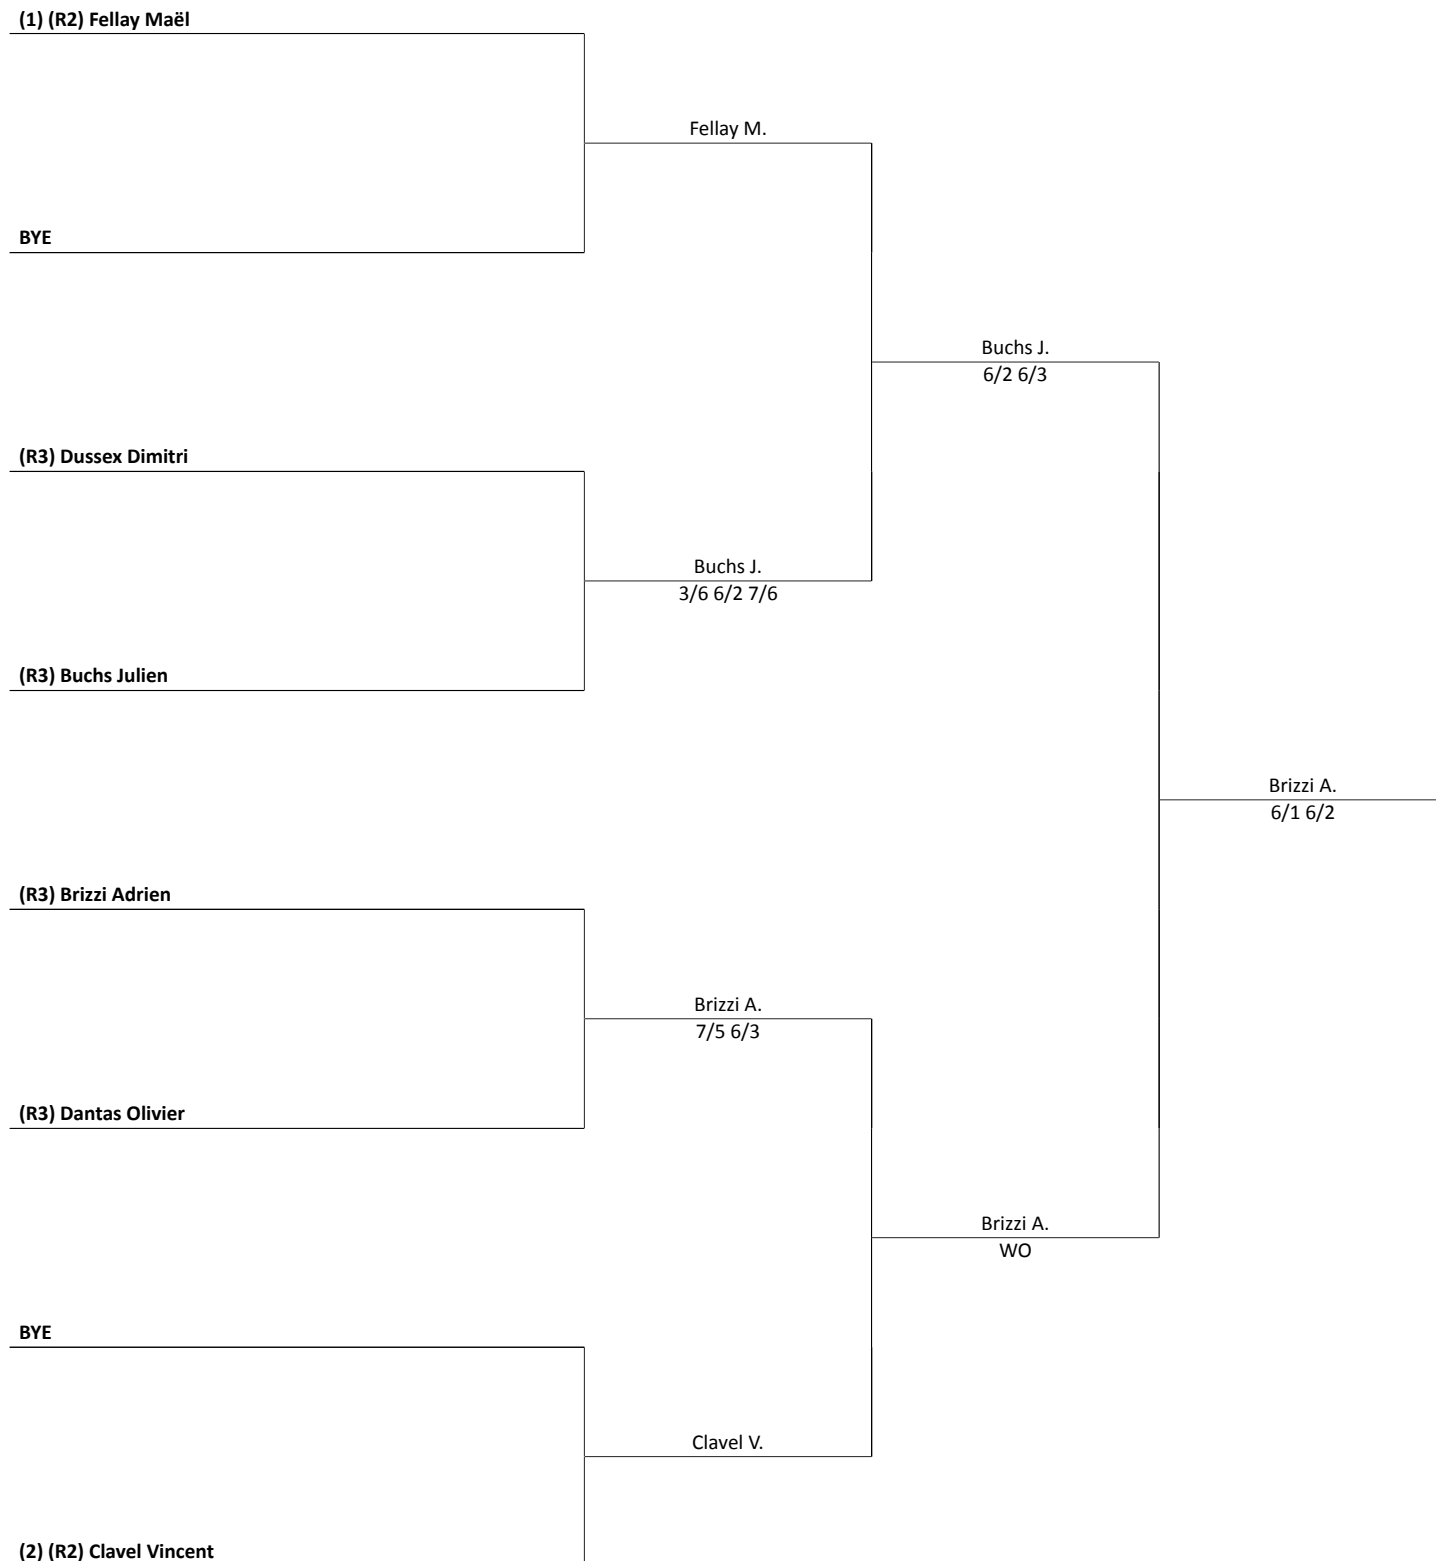 (1) (R2) Fellay Maël
Fellay M.
BYE
Buchs J.
6/2 6/3
(R3) Dussex Dimitri
Buchs J.
3/6 6/2 7/6
(R3) Buchs Julien
Brizzi A.
6/1 6/2
(R3) Brizzi Adrien
Brizzi A.
7/5 6/3
(R3) Dantas Olivier
Brizzi A.
WO
BYE
Clavel V.
(2) (R2) Clavel Vincent